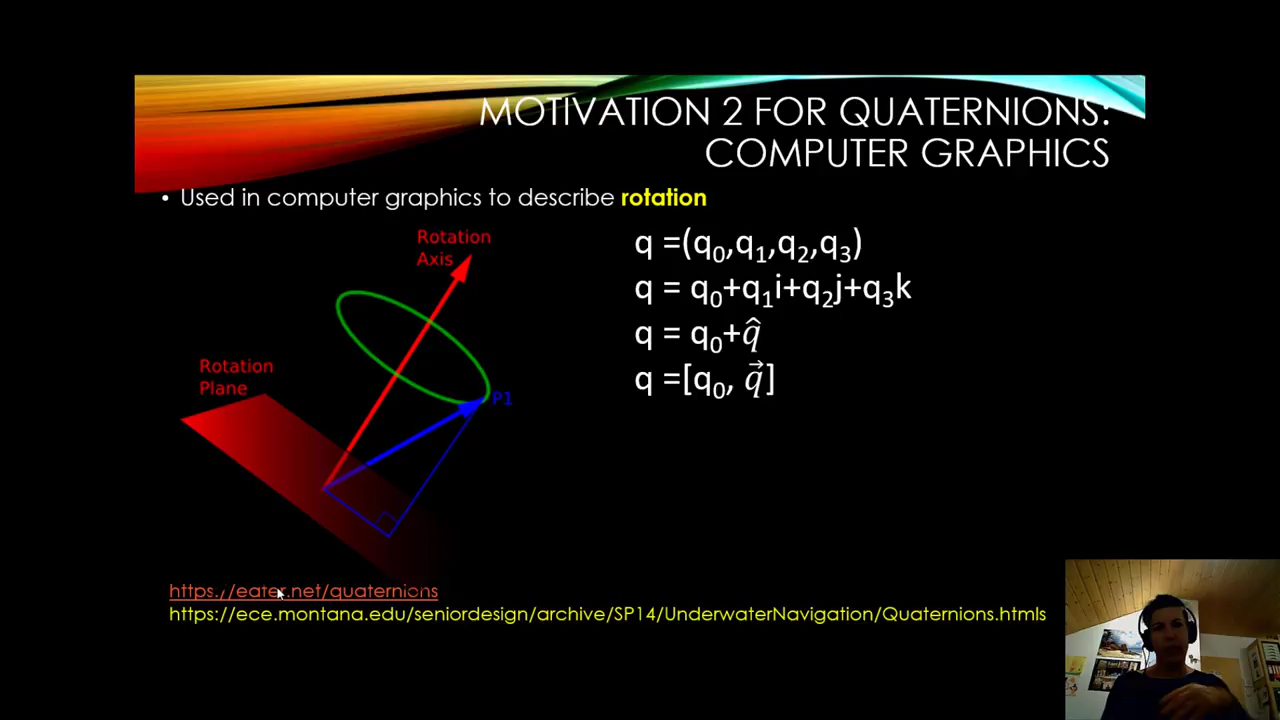 MOTIVATION 2 FOR QUATERNIONS:
COMPUTER GRAPHICS
• Used in computer graphics to describe rotation
Rotation
Axis
Rotation
Plane
P1
q =(q₀,q₁,q₂,q₃)
q = q₀+q₁i+q₂j+q₃k
q = q₀+q̂
q =[q₀, q⃗ ]
https://eater.net/quaternions
https://ece.montana.edu/seniordesign/archive/SP14/UnderwaterNavigation/Quaternions.htmls